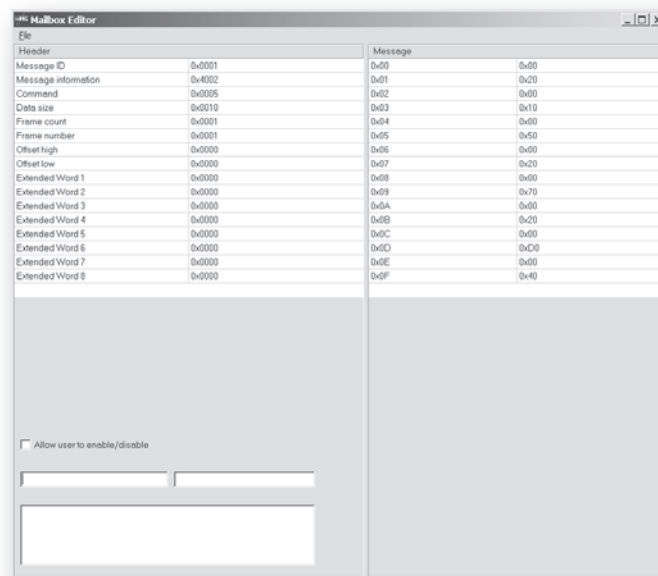 HMS Mailbox Editor
File
Header
Message ID 0x0001
Message information 0x4002
Command 0x0005
Data size 0x0010
Frame count 0x0001
Frame number 0x0001
Offset high 0x0000
Offset low 0x0000
Extended Word 1 0x0000
Extended Word 2 0x0000
Extended Word 3 0x0000
Extended Word 4 0x0000
Extended Word 5 0x0000
Extended Word 6 0x0000
Extended Word 7 0x0000
Extended Word 8 0x0000
Allow user to enable/disable
Message
0x00 0x00
0x01 0x20
0x02 0x00
0x03 0x10
0x04 0x00
0x05 0x50
0x06 0x00
0x07 0x20
0x08 0x00
0x09 0x70
0x0A 0x00
0x0B 0x20
0x0C 0x00
0x0D 0xD0
0x0E 0x00
0x0F 0x40